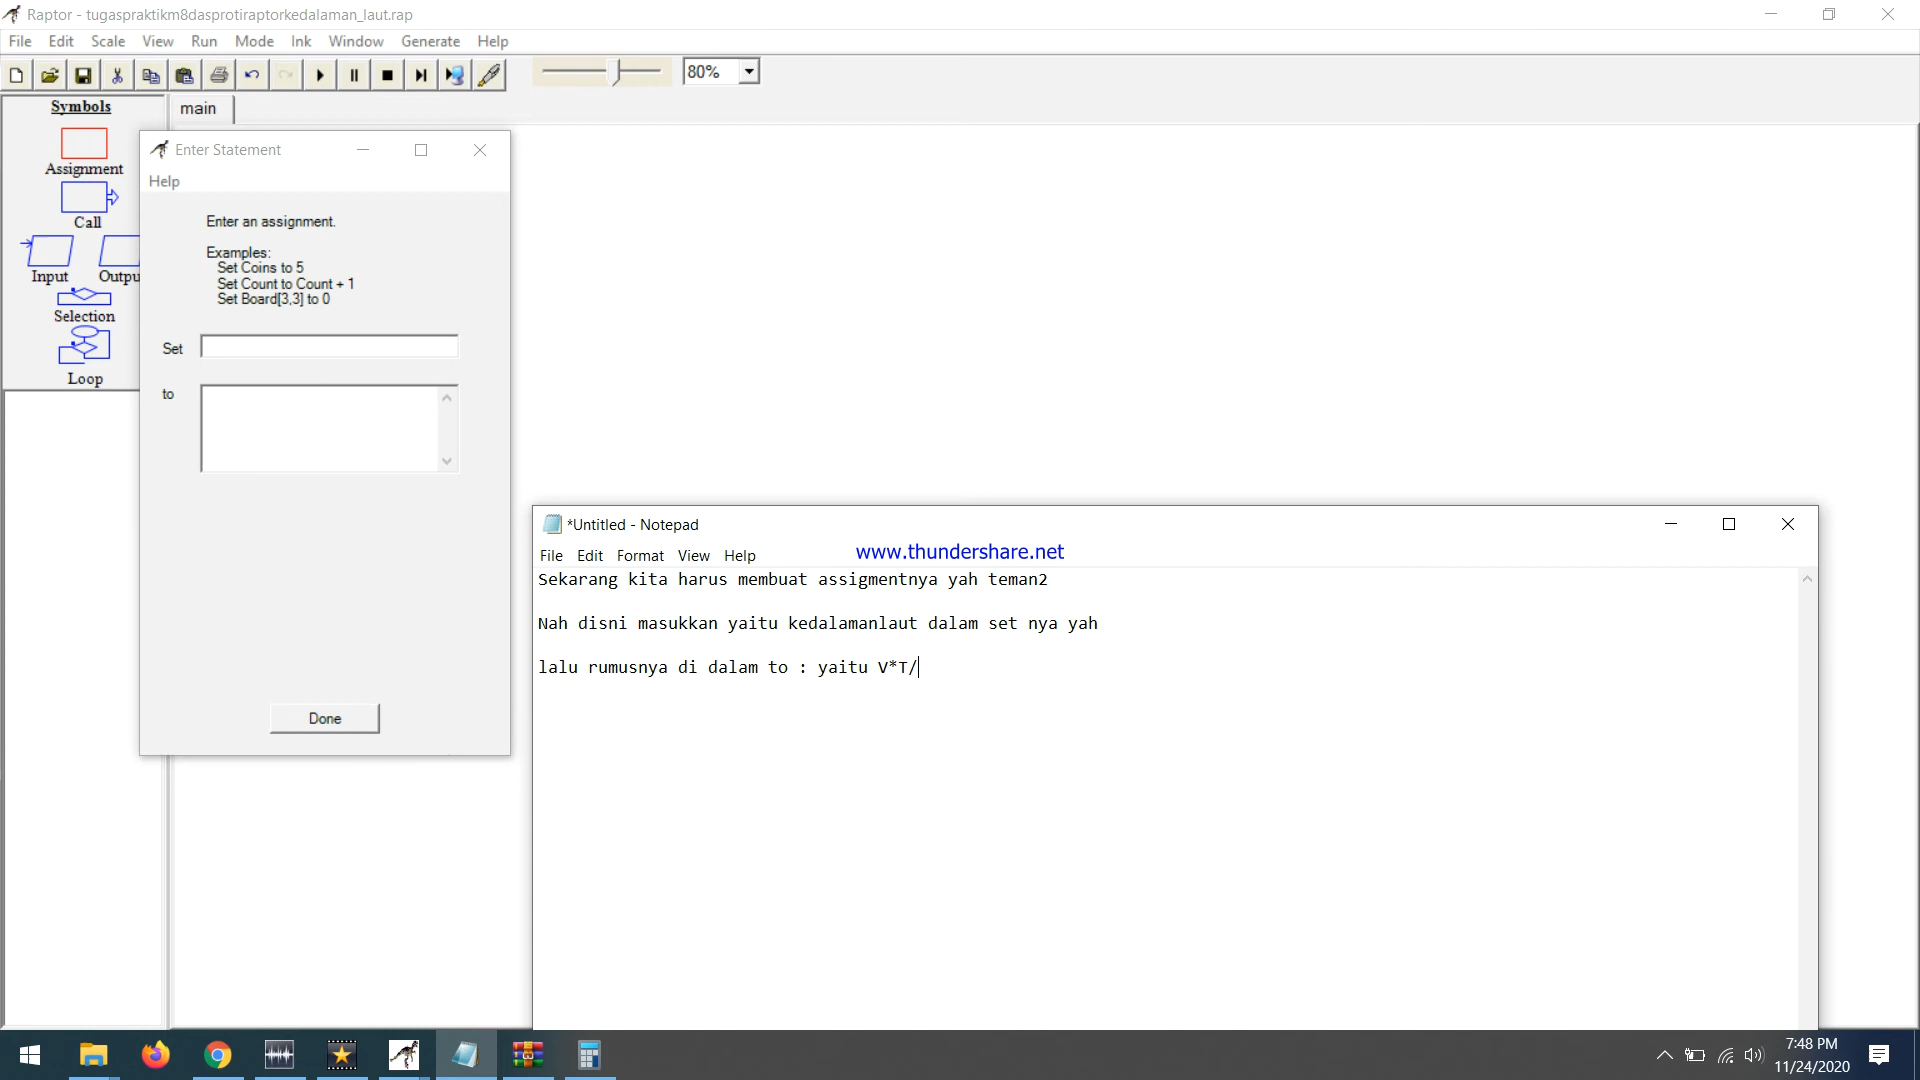 Raptor - tugaspraktikm8dasprotiraptorkedalaman_laut.rap
File Edit Scale View Run Mode Ink Window Generate Help
80%
Symbols
main
Assignment
Call
Input Outpu
Selection
Loop
Enter Statement
Help
Enter an assignment.
Examples:
Set Coins to 5
Set Count to Count + 1
Set Board[3,3] to 0
Set
to
Done
*Untitled - Notepad
File Edit Format View Help
www.thundershare.net
Sekarang kita harus membuat assigmentnya yah teman2
Nah disni masukkan yaitu kedalamanlaut dalam set nya yah
lalu rumusnya di dalam to : yaitu V*T/
7:48 PM
11/24/2020